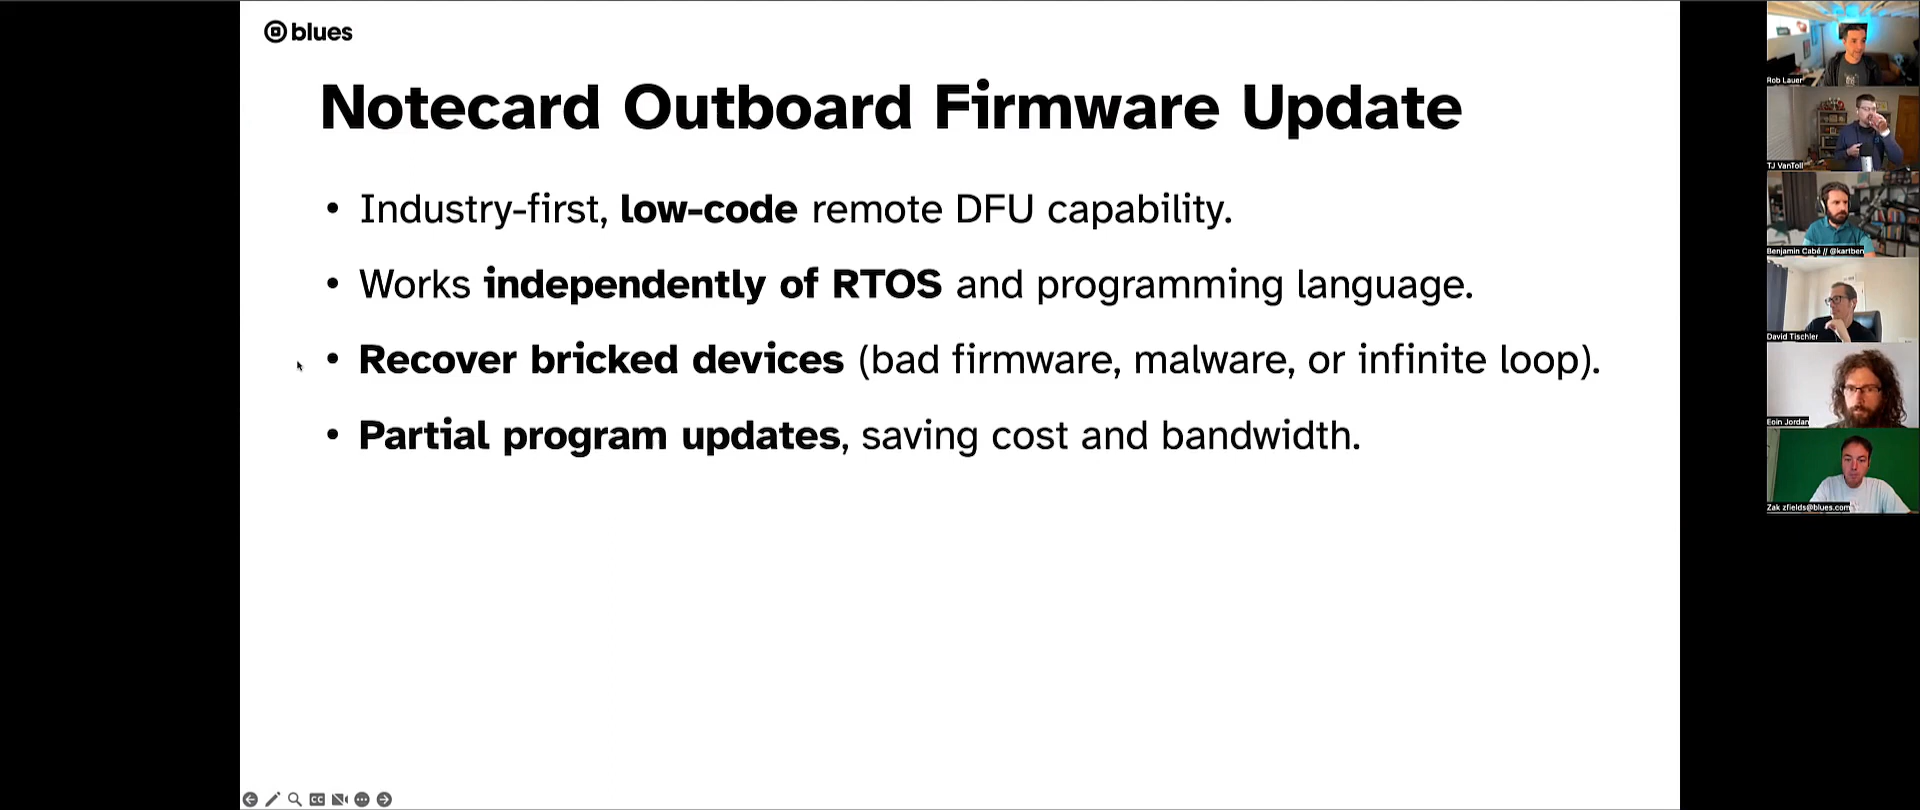 blues
Notecard Outboard Firmware Update
• Industry-first, low-code remote DFU capability.
• Works independently of RTOS and programming language.
• Recover bricked devices (bad firmware, malware, or infinite loop).
• Partial program updates, saving cost and bandwidth.
CC
Rob Lauer
TJ VanToll
Benjamin Cabé // @kartben
David Tischler
Eoin Jordan
Zak zfields@blues.com